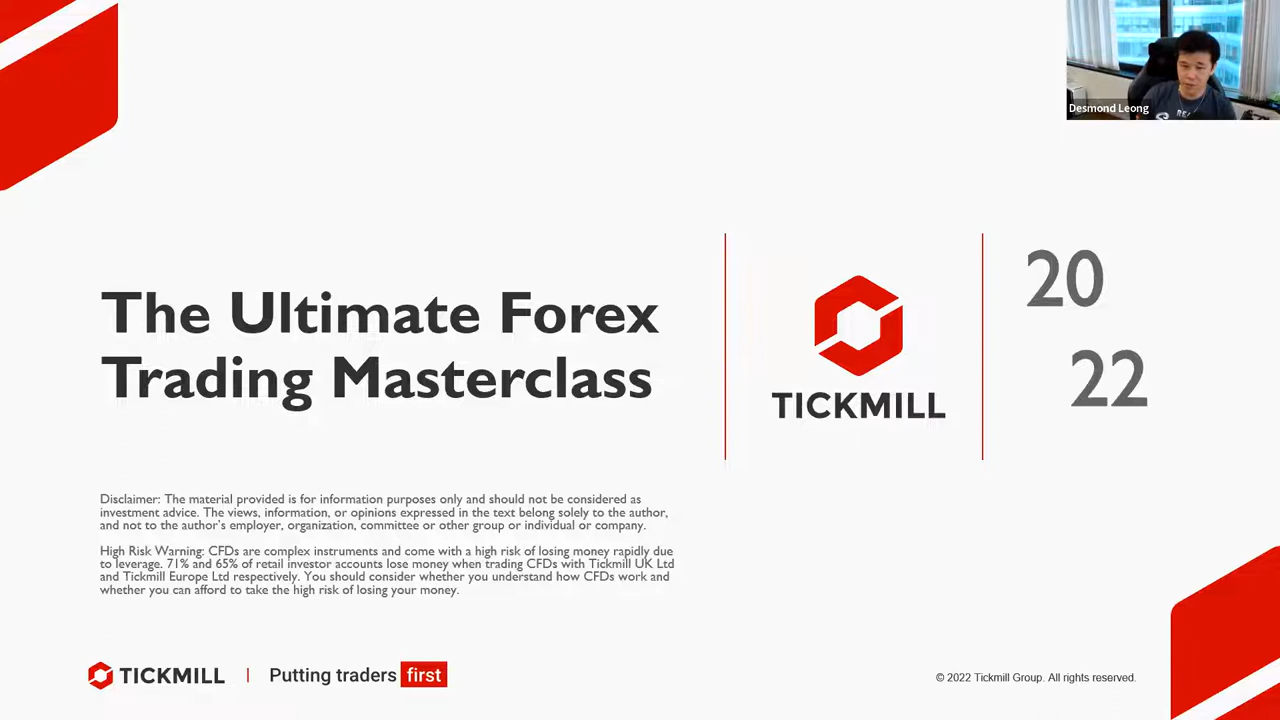 Desmond Leong
The Ultimate Forex
Trading Masterclass
TICKMILL
20
22
Disclaimer: The material provided is for information purposes only and should not be considered as
investment advice. The views, information, or opinions expressed in the text belong solely to the author,
and not to the author's employer, organization, committee or other group or individual or company.
High Risk Warning: CFDs are complex instruments and come with a high risk of losing money rapidly due
to leverage. 71% and 65% of retail investor accounts lose money when trading CFDs with Tickmill UK Ltd
and Tickmill Europe Ltd respectively. You should consider whether you understand how CFDs work and
whether you can afford to take the high risk of losing your money.
TICKMILL | Putting traders first
© 2022 Tickmill Group. All rights reserved.